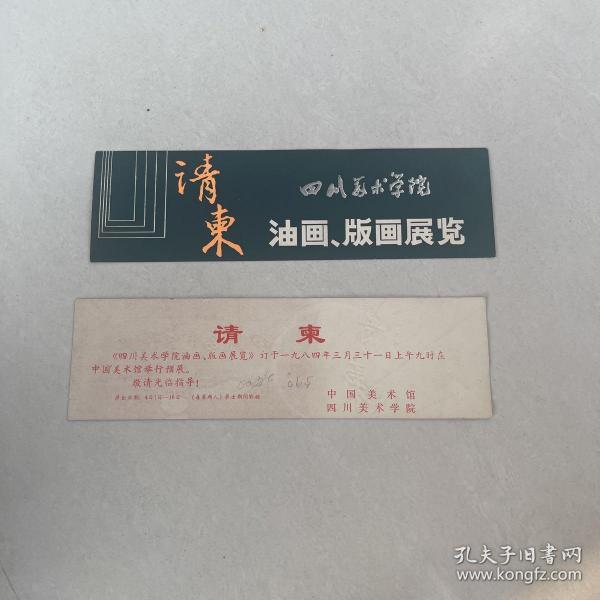 请柬
四川美术学院
油画、版画展览
请柬
《四川美术学院油画、版画展览》订于一九八四年三月三十一日上午九时在
中国美术馆举行预展。
敬请光临指导!
中国美术馆
四川美术学院
孔夫子旧书网
www.kongfz.com